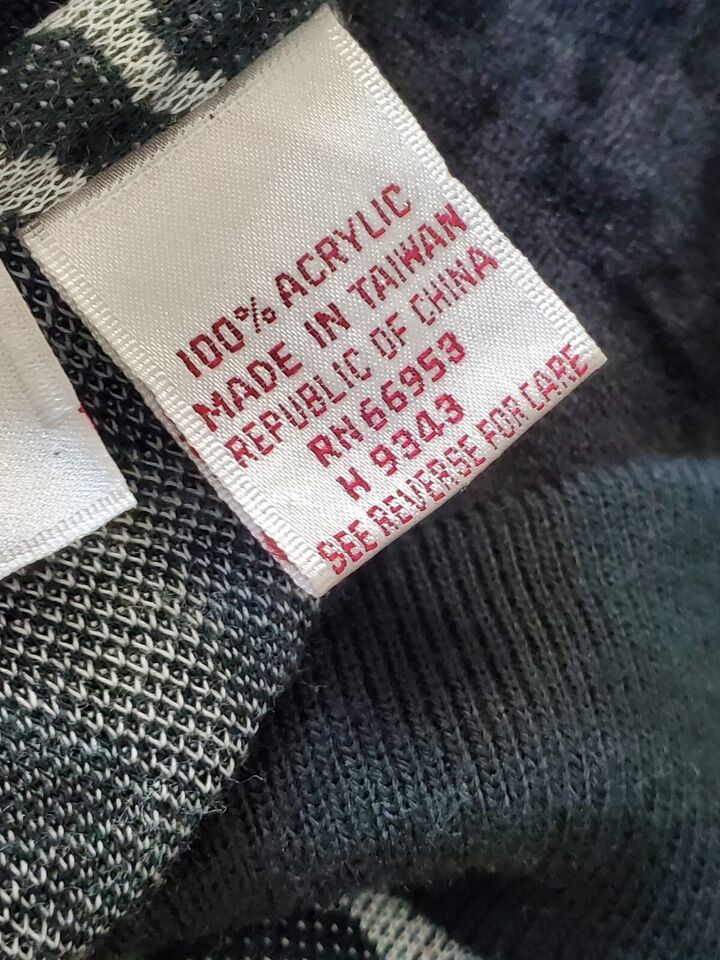 100% ACRYLIC
MADE IN TAIWAN
REPUBLIC OF CHINA
RN 66953
H 9343
SEE REVERSE FOR CARE